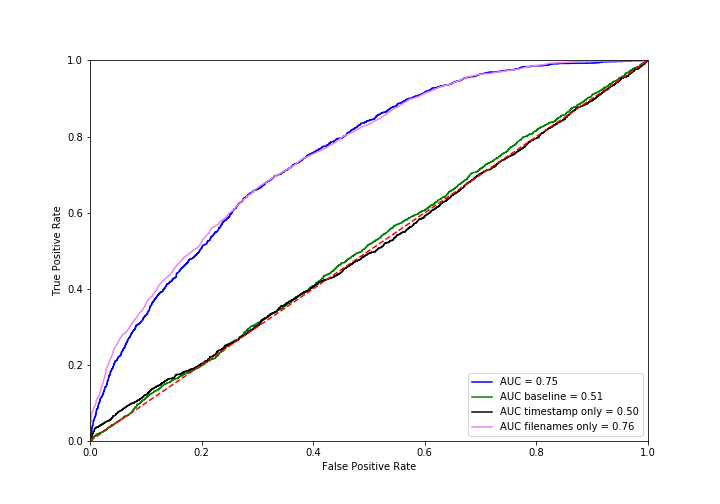 1.0
0.8
0.6
0.4
0.2
0.0
True Positive Rate
0.0 0.2 0.4 0.6 0.8 1.0
False Positive Rate
AUC = 0.75
AUC baseline = 0.51
AUC timestamp only = 0.50
AUC filenames only = 0.76